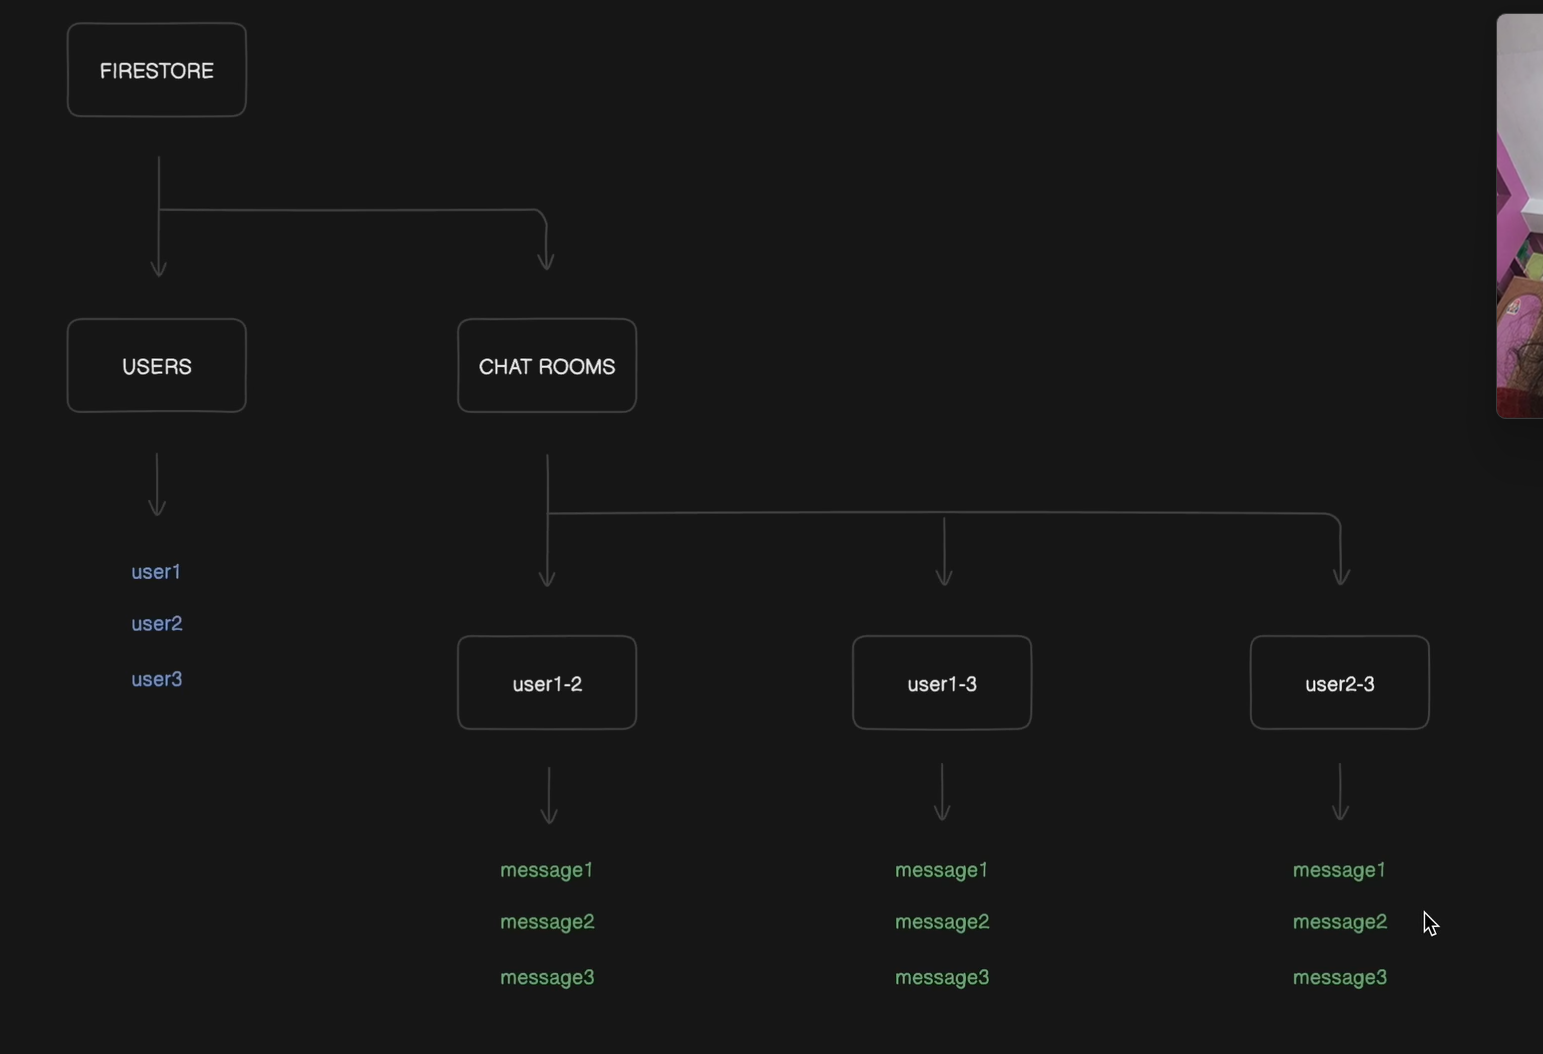 FIRESTORE
USERS
CHAT ROOMS
user1
user2
user3
user1-2
user1-3
user2-3
message1
message2
message3
message1
message2
message3
message1
message2
message3